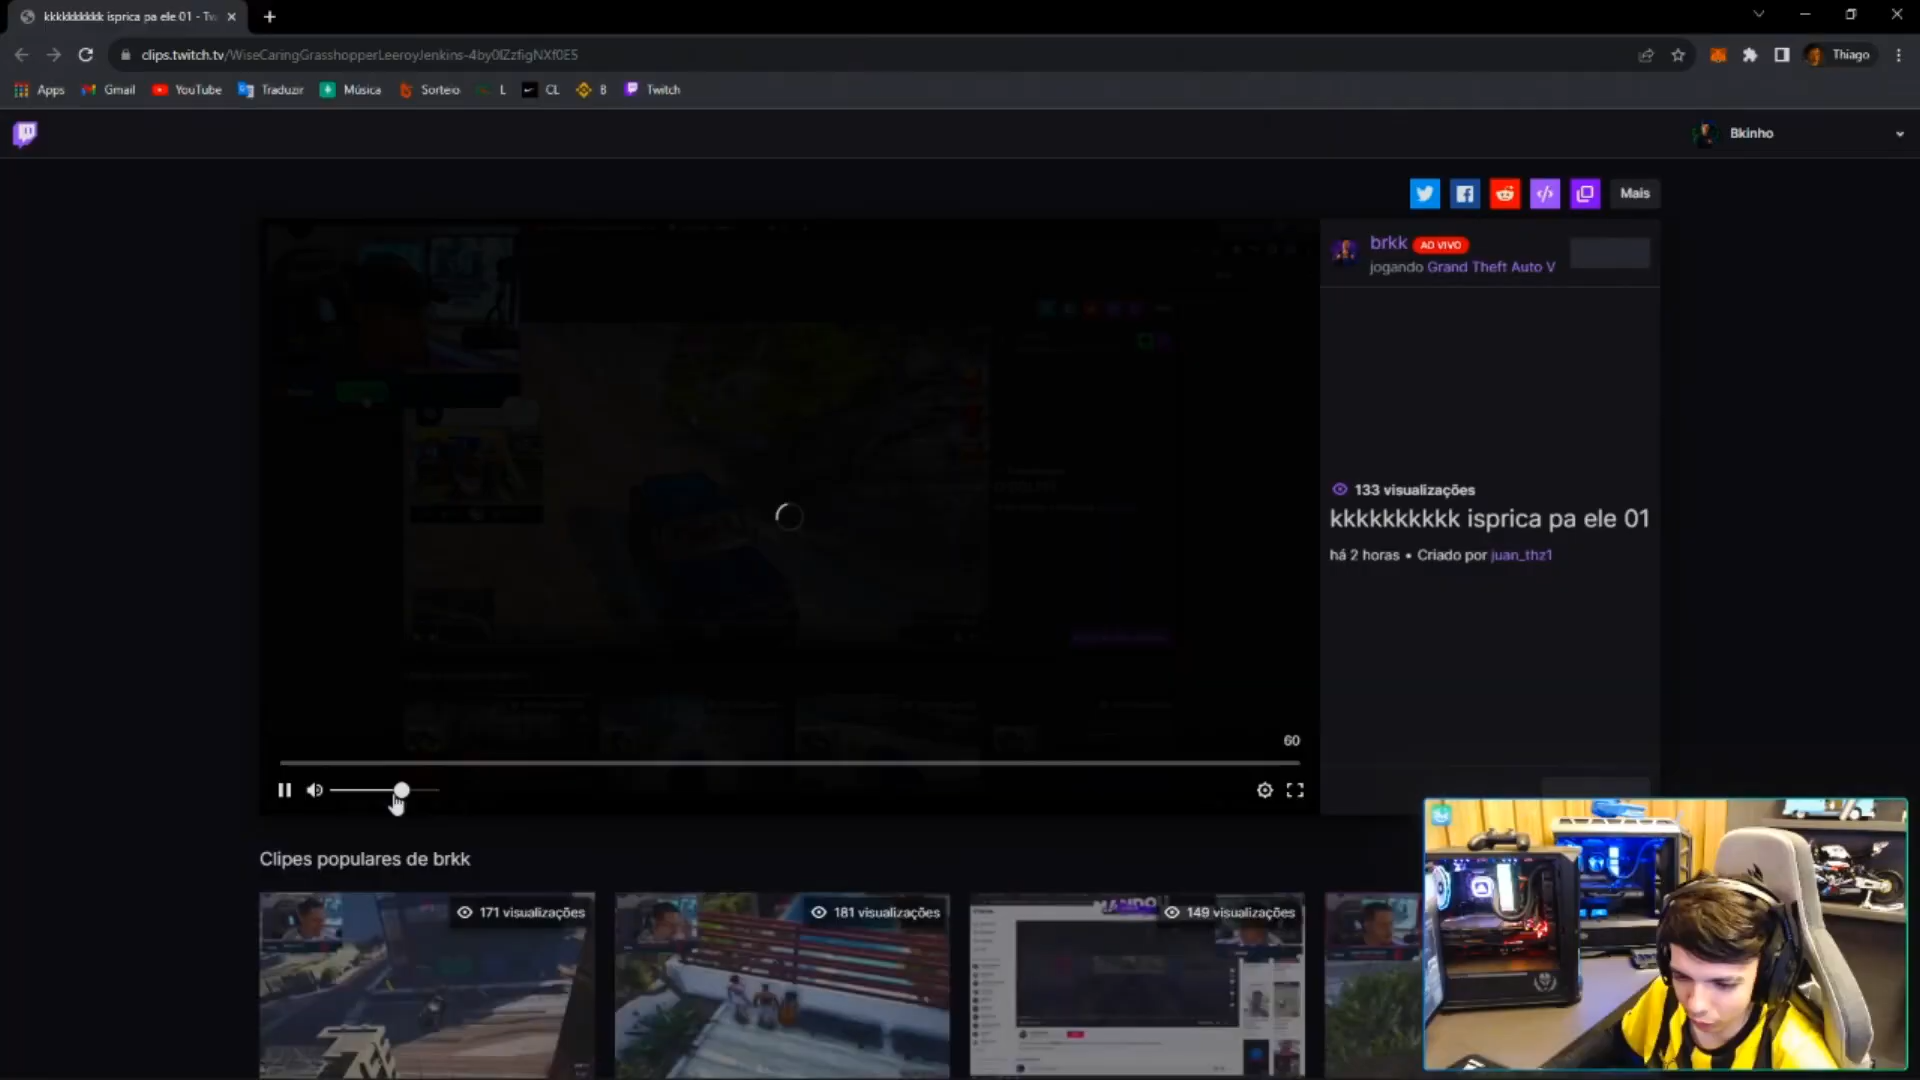 kkkkkkkkkk isprica pa ele 01 - Tw
clips.twitch.tv/WiseCaringGrasshopperLeeroyJenkins-4by0lZzfigNXf0E5
Thiago
Apps
Gmail
YouTube
Traduzir
Música
Sorteio
L
CL
B
Twitch
Bkinho
Mais
brkk AO VIVO
jogando Grand Theft Auto V
133 visualizações
kkkkkkkkkk isprica pa ele 01
há 2 horas • Criado por juan_thz1
60
Clipes populares de brkk
171 visualizações
181 visualizações
149 visualizações